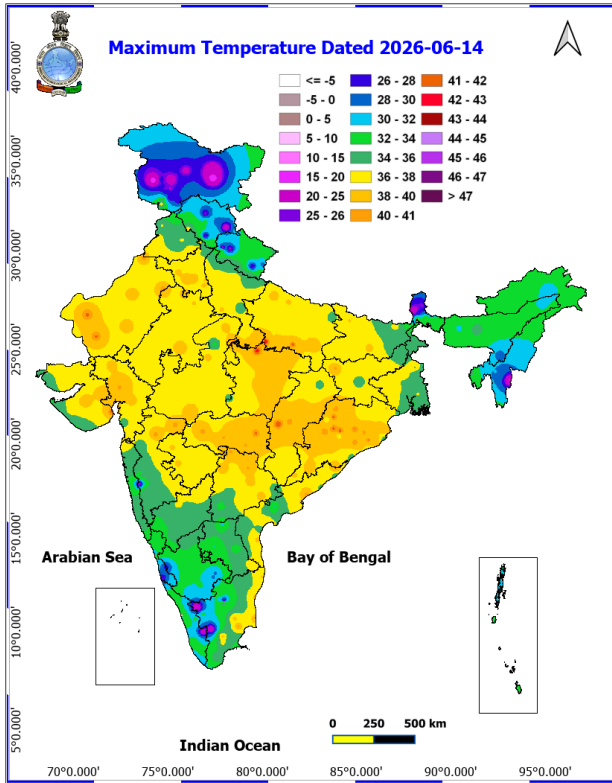 Maximum Temperature Dated 2026-06-14
<= -5
-5 - 0
0 - 5
5 - 10
10 - 15
15 - 20
20 - 25
25 - 26
26 - 28
28 - 30
30 - 32
32 - 34
34 - 36
36 - 38
38 - 40
40 - 41
41 - 42
42 - 43
43 - 44
44 - 45
45 - 46
46 - 47
> 47
40°0.000'
35°0.000'
30°0.000'
25°0.000'
20°0.000'
15°0.000'
10°0.000'
5°0.000'
Arabian Sea
Bay of Bengal
0 250 500 km
Indian Ocean
70°0.000' 75°0.000' 80°0.000' 85°0.000' 90°0.000' 95°0.000'